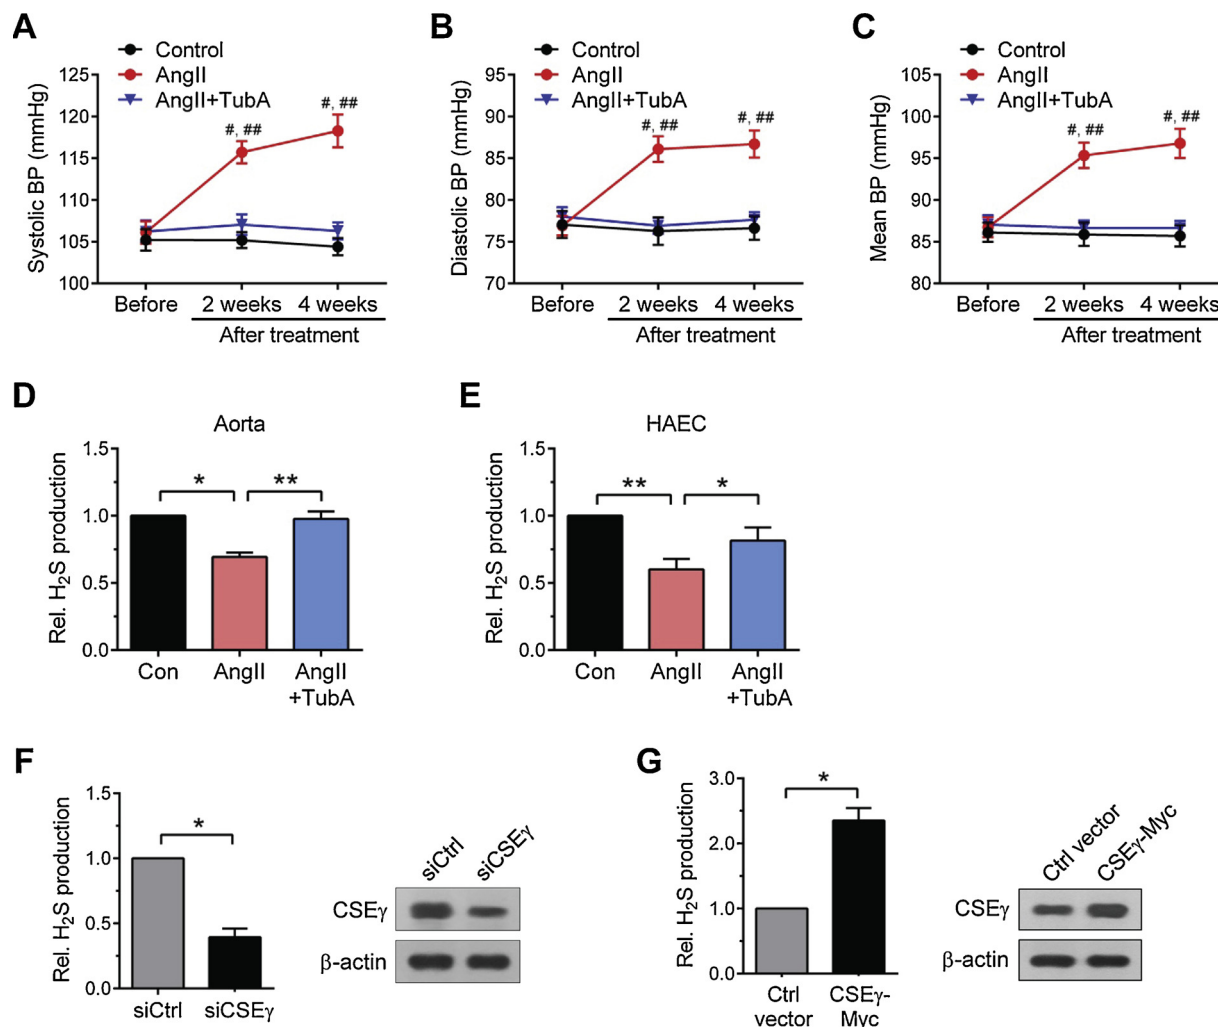 A
Control
AngII
AngII+TubA
Systolic BP (mmHg)
125
120
115
110
105
100
#, ##
#, ##
Before
2 weeks
4 weeks
After treatment
B
Control
AngII
AngII+TubA
Diastolic BP (mmHg)
95
90
85
80
75
70
#, ##
#, ##
Before
2 weeks
4 weeks
After treatment
C
Control
AngII
AngII+TubA
Mean BP (mmHg)
105
100
95
90
85
80
#, ##
#, ##
Before
2 weeks
4 weeks
After treatment
D
Aorta
Rel. H₂S production
1.5
1.0
0.5
0.0
*
**
Con
AngII
AngII
+TubA
E
HAEC
Rel. H₂S production
1.5
1.0
0.5
0.0
**
*
Con
AngII
AngII
+TubA
F
Rel. H₂S production
1.5
1.0
0.5
0.0
*
siCtrl
siCSEγ
siCtrl
siCSEγ
CSEγ
β-actin
G
Rel. H₂S production
3.0
2.0
1.0
0.0
*
Ctrl
vector
CSEγ-
Myc
Ctrl vector
CSEγ-Myc
CSEγ
β-actin